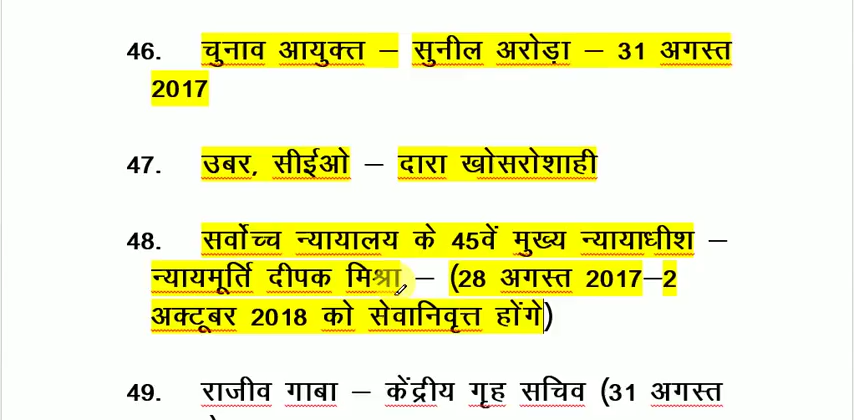 46. चुनाव आयुक्त – सुनील अरोड़ा – 31 अगस्त
2017
47. उबर, सीईओ – दारा खोसरोशाही
48. सर्वोच्च न्यायालय के 45वें मुख्य न्यायाधीश –
न्यायमूर्ति दीपक मिश्रा – (28 अगस्त 2017–2
अक्टूबर 2018 को सेवानिवृत्त होंगे)
49. राजीव गाबा – केंद्रीय गृह सचिव (31 अगस्त